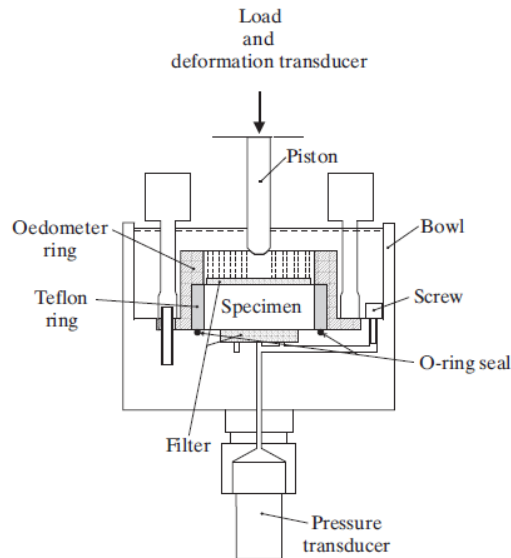 Load
and
deformation transducer
Piston
Oedometer
ring
Bowl
Teflon
ring
Specimen
Screw
O-ring seal
Filter
Pressure
transducer